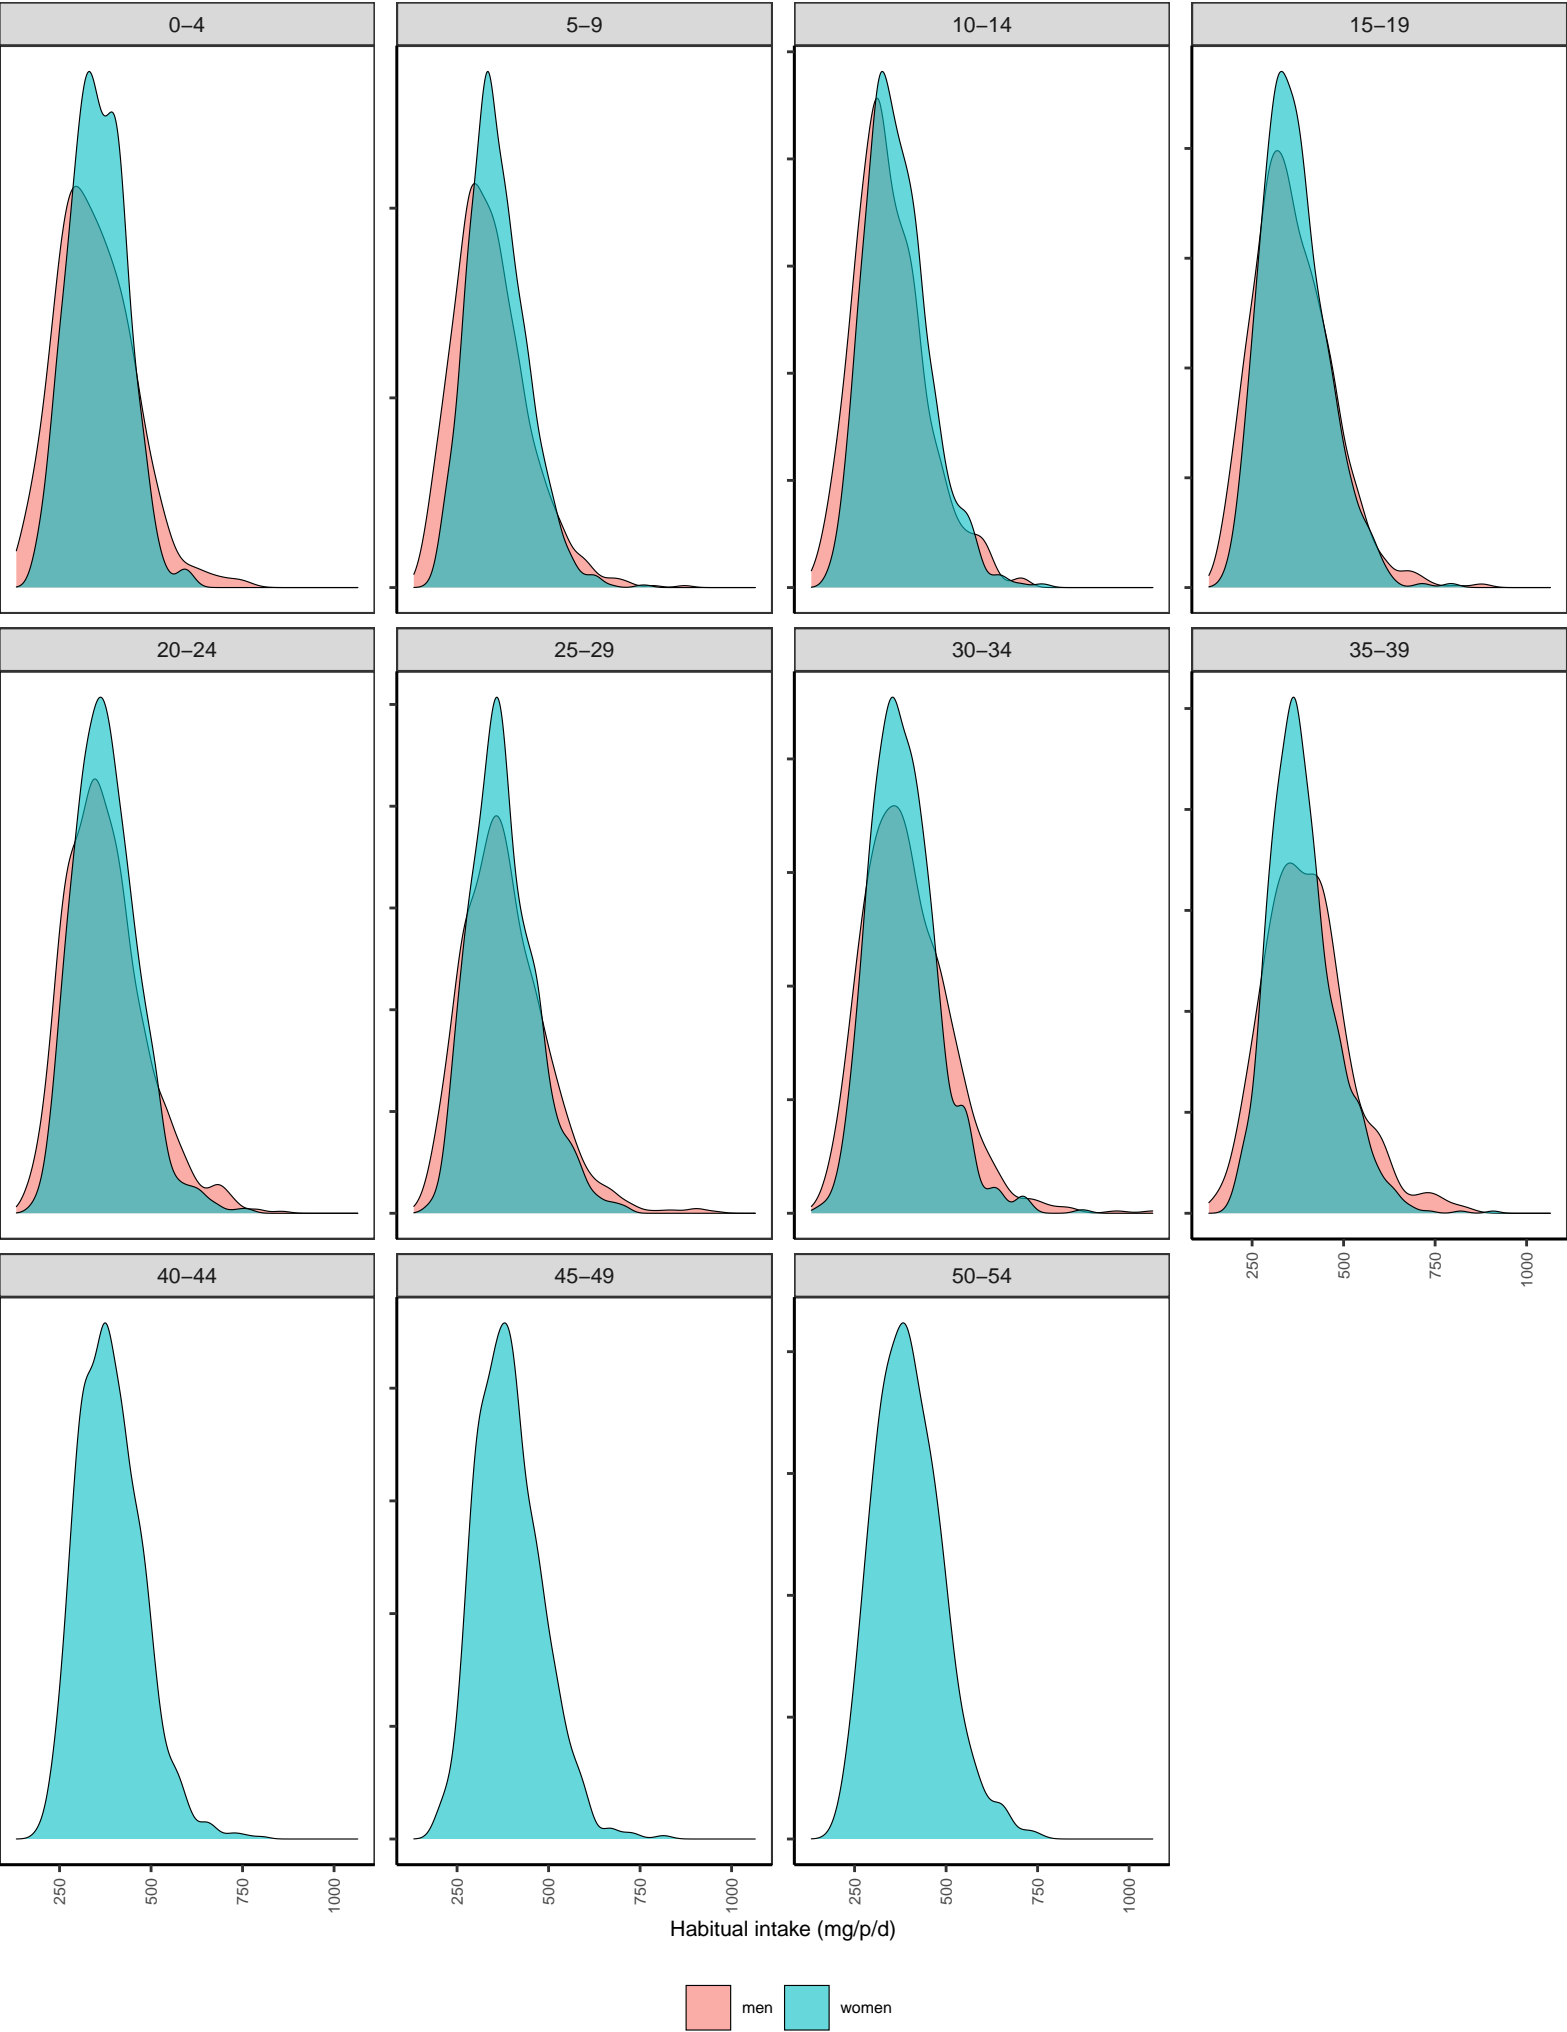 0–4 5–9 10–14 15–19
20–24 25–29 30–34 35–39
250 500 750 1000
40–44 45–49 50–54
250 500 750 1000 250 500 750 1000 250 500 750 1000
Habitual intake (mg/p/d)
men women